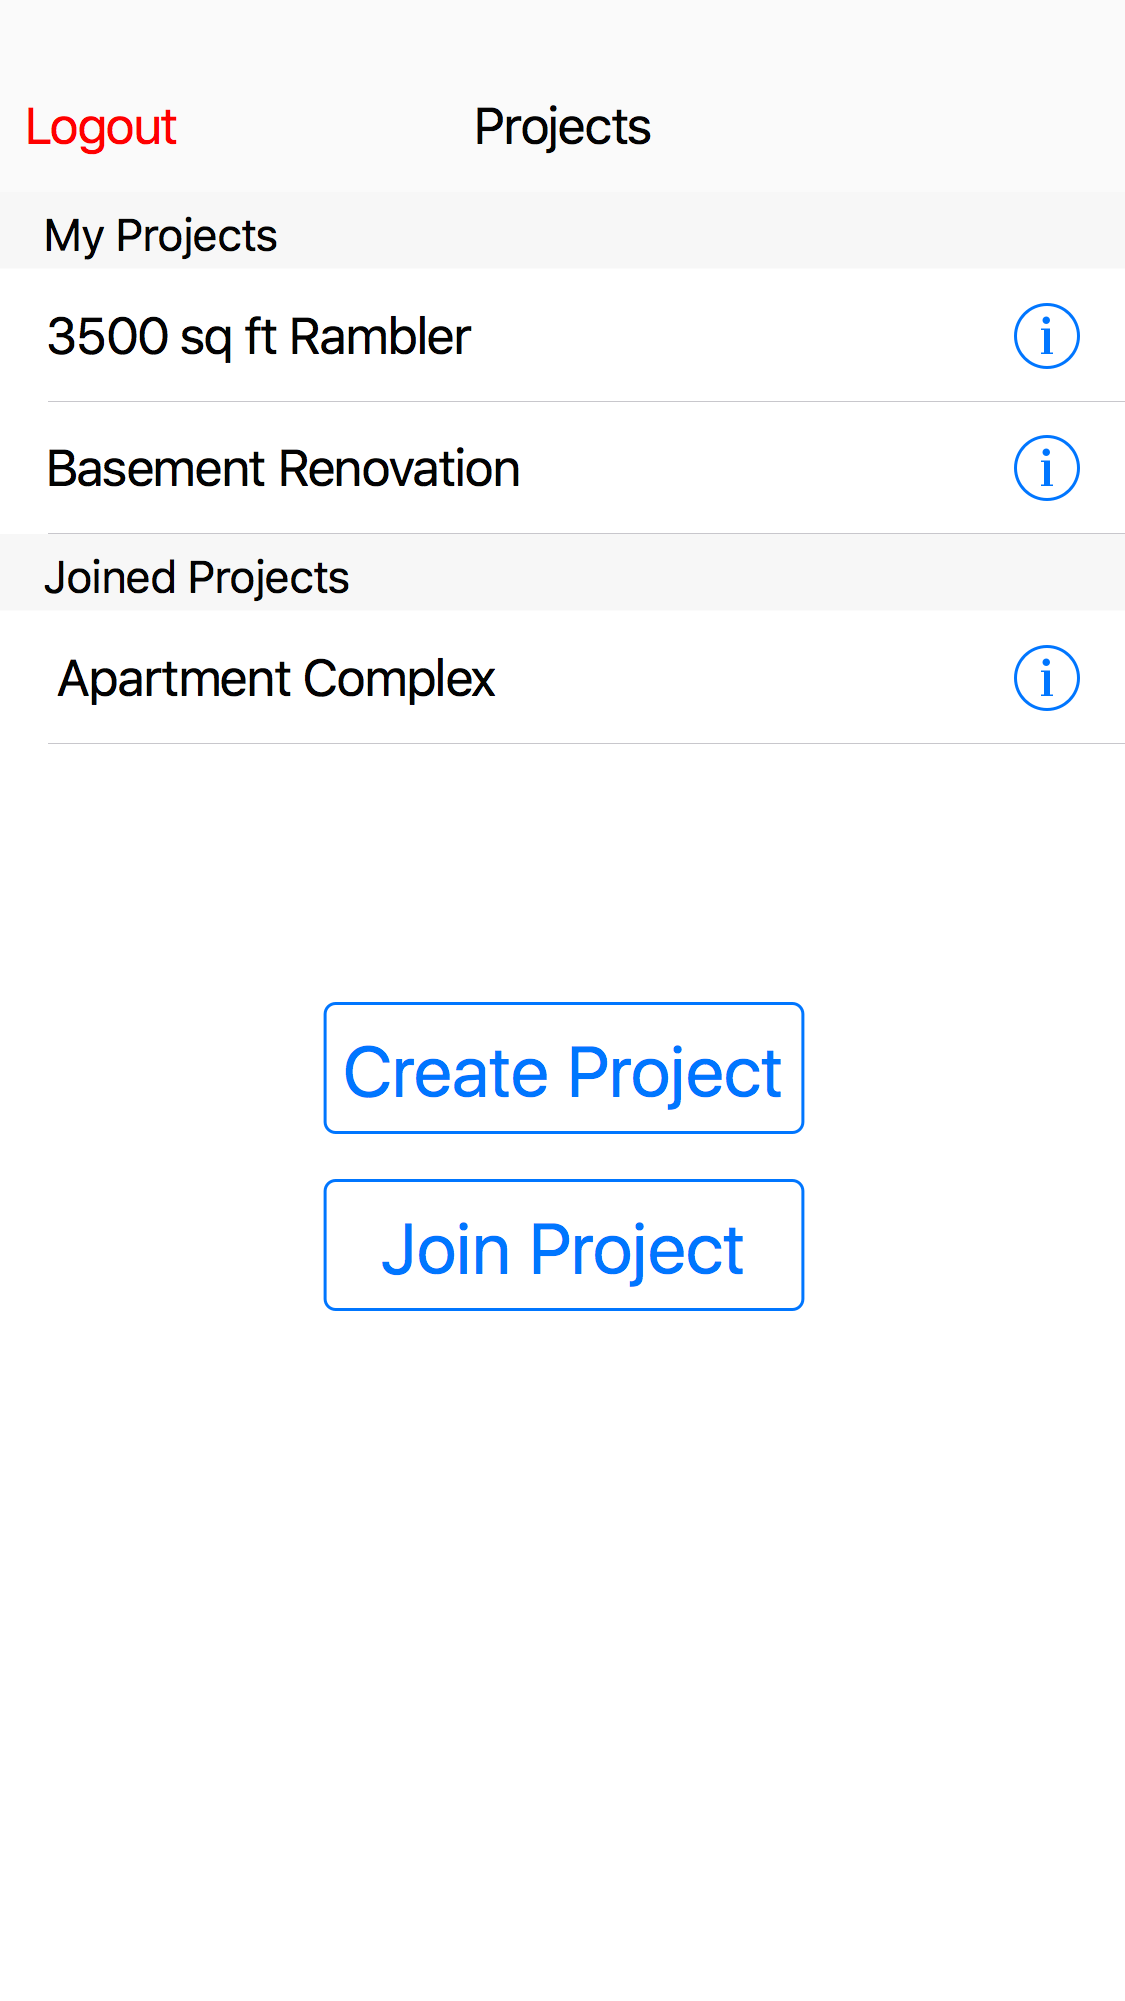 Logout Projects
My Projects
3500 sq ft Rambler
Basement Renovation
Joined Projects
Apartment Complex
Create Project
Join Project